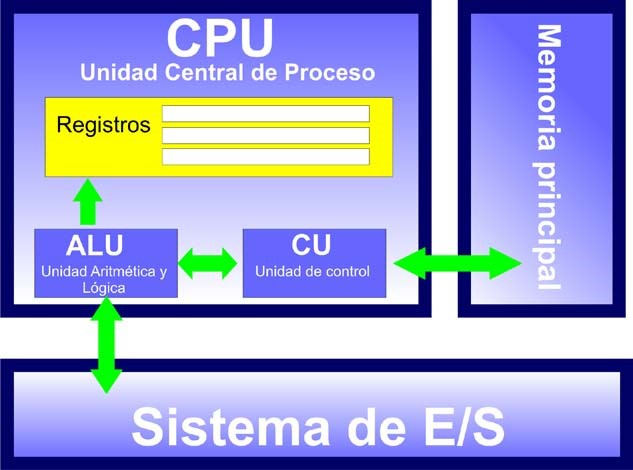 CPU
Unidad Central de Proceso
Registros
ALU
Unidad Aritmética y
Lógica
CU
Unidad de control
Memoria principal
Sistema de E/S